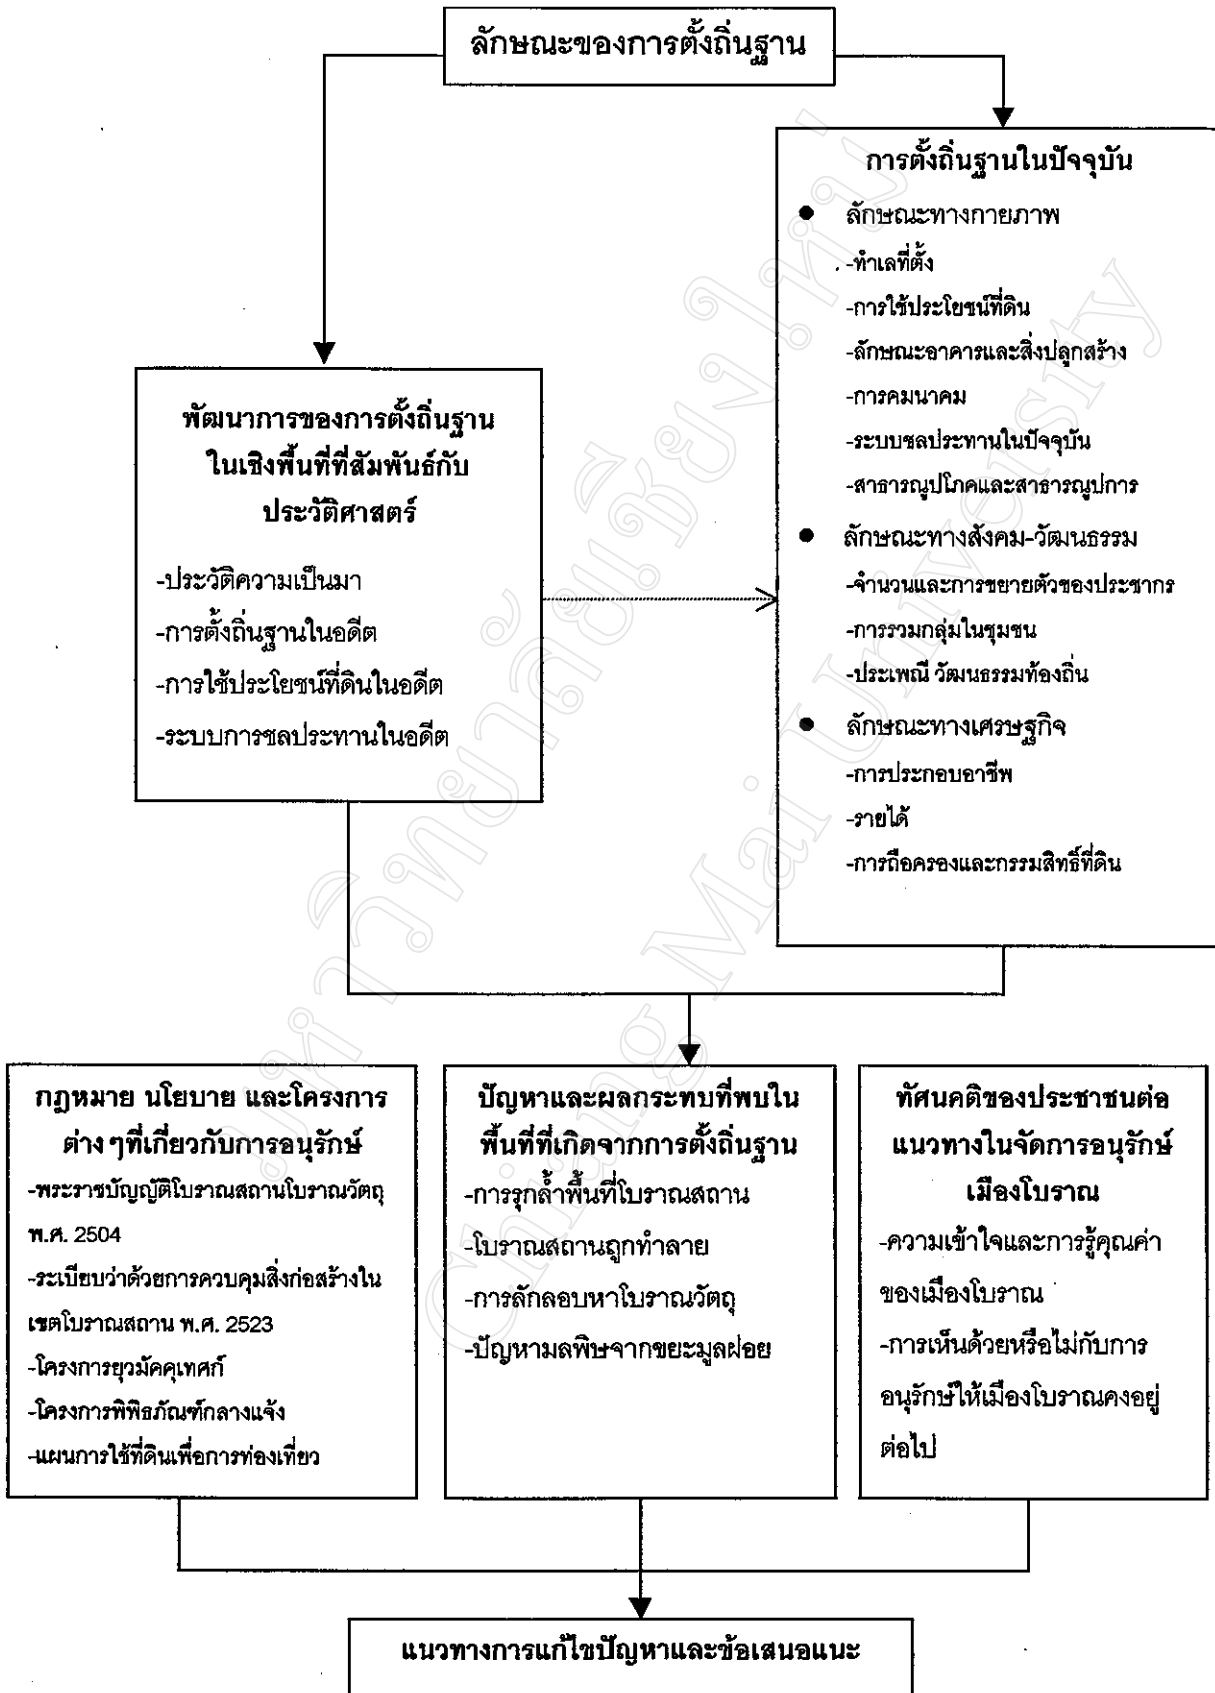 ลักษณะของการตั้งถิ่นฐาน
การตั้งถิ่นฐานในปัจจุบัน
● ลักษณะทางกายภาพ
-ทำเลที่ตั้ง
-การใช้ประโยชน์ที่ดิน
-ลักษณะอาคารและสิ่งปลูกสร้าง
-การคมนาคม
-ระบบชลประทานในปัจจุบัน
-สาธารณูปโภคและสาธารณูปการ
● ลักษณะทางสังคม-วัฒนธรรม
-จำนวนและการขยายตัวของประชากร
-การรวมกลุ่มในชุมชน
-ประเพณี วัฒนธรรมท้องถิ่น
● ลักษณะทางเศรษฐกิจ
-การประกอบอาชีพ
-รายได้
-การถือครองและกรรมสิทธิ์ที่ดิน
พัฒนาการของการตั้งถิ่นฐาน
ในเชิงพื้นที่ที่สัมพันธ์กับ
ประวัติศาสตร์
-ประวัติความเป็นมา
-การตั้งถิ่นฐานในอดีต
-การใช้ประโยชน์ที่ดินในอดีต
-ระบบการชลประทานในอดีต
กฎหมาย นโยบาย และโครงการ
ต่างๆที่เกี่ยวกับการอนุรักษ์
-พระราชบัญญัติโบราณสถานโบราณวัตถุ
พ.ศ. 2504
-ระเบียบว่าด้วยการควบคุมสิ่งก่อสร้างใน
เขตโบราณสถาน พ.ศ. 2523
-โครงการยุวมัคคุเทศก์
-โครงการพิพิธภัณฑ์กลางแจ้ง
-แผนการใช้ที่ดินเพื่อการท่องเที่ยว
ปัญหาและผลกระทบที่พบใน
พื้นที่ที่เกิดจากการตั้งถิ่นฐาน
-การรุกล้ำพื้นที่โบราณสถาน
-โบราณสถานถูกทำลาย
-การลักลอบหาโบราณวัตถุ
-ปัญหามลพิษจากขยะมูลฝอย
ทัศนคติของประชาชนต่อ
แนวทางในจัดการอนุรักษ์
เมืองโบราณ
-ความเข้าใจและการรู้คุณค่า
ของเมืองโบราณ
-การเห็นด้วยหรือไม่กับการ
อนุรักษ์ให้เมืองโบราณคงอยู่
ต่อไป
แนวทางการแก้ไขปัญหาและข้อเสนอแนะ
มหาวิทยาลัยเชียงใหม่
Chiang Mai University